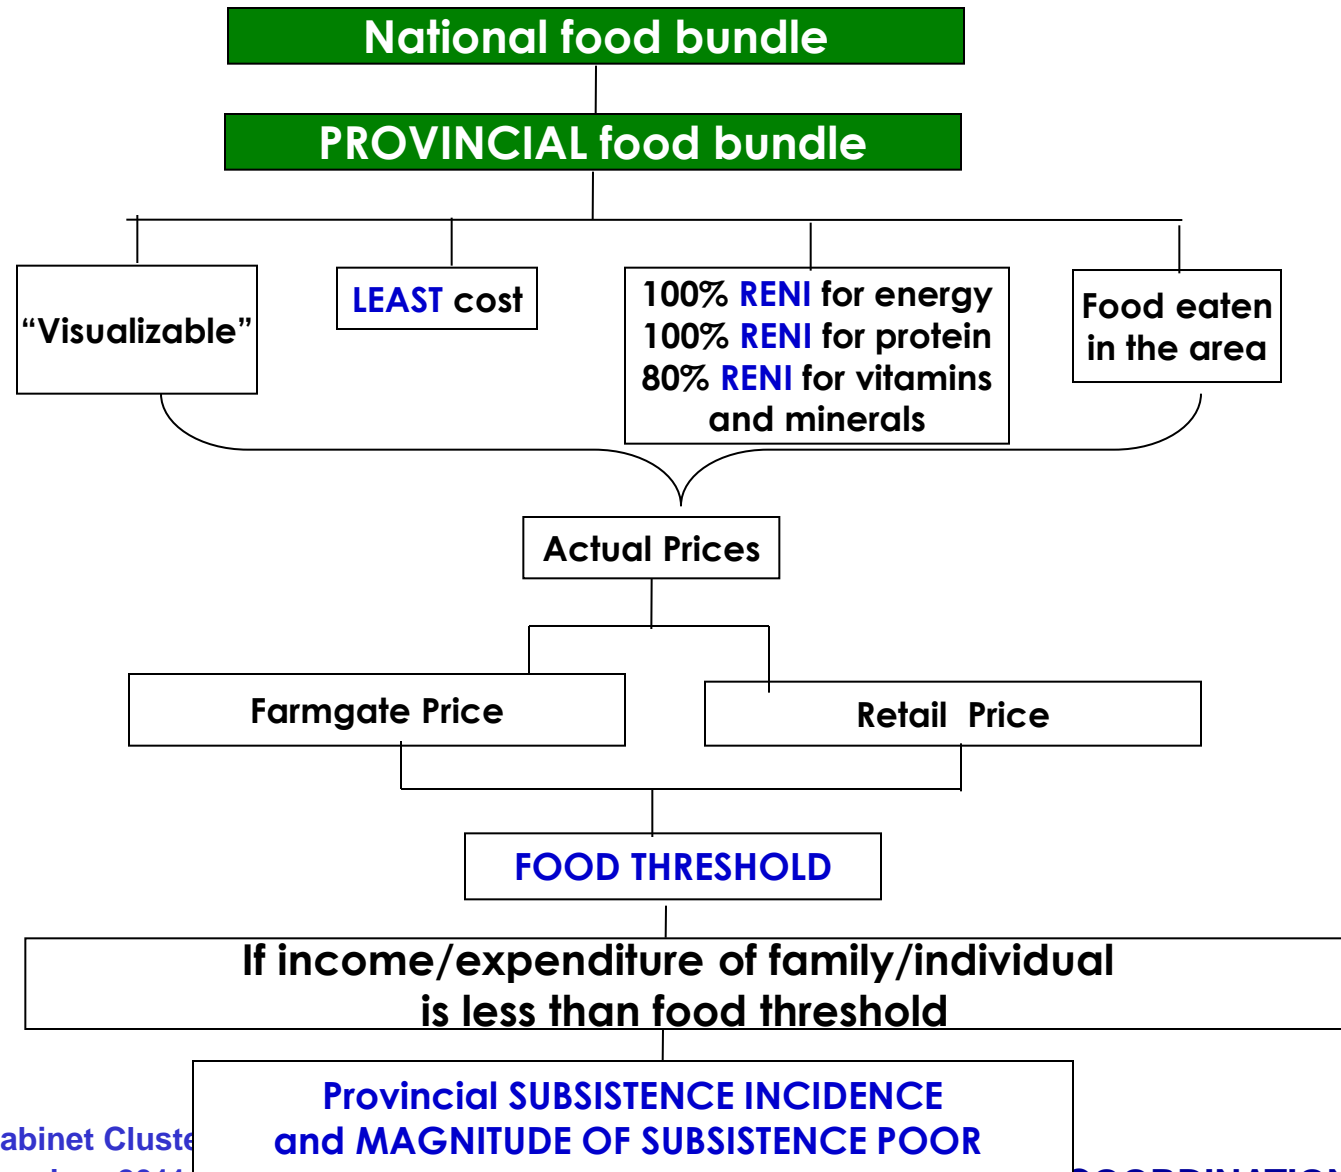 National food bundle
PROVINCIAL food bundle
“Visualizable”
LEAST cost
100% RENI for energy
100% RENI for protein
80% RENI for vitamins
and minerals
Food eaten
in the area
Actual Prices
Farmgate Price
Retail Price
FOOD THRESHOLD
If income/expenditure of family/individual
is less than food threshold
Provincial SUBSISTENCE INCIDENCE
and MAGNITUDE OF SUBSISTENCE POOR
abinet Cluste